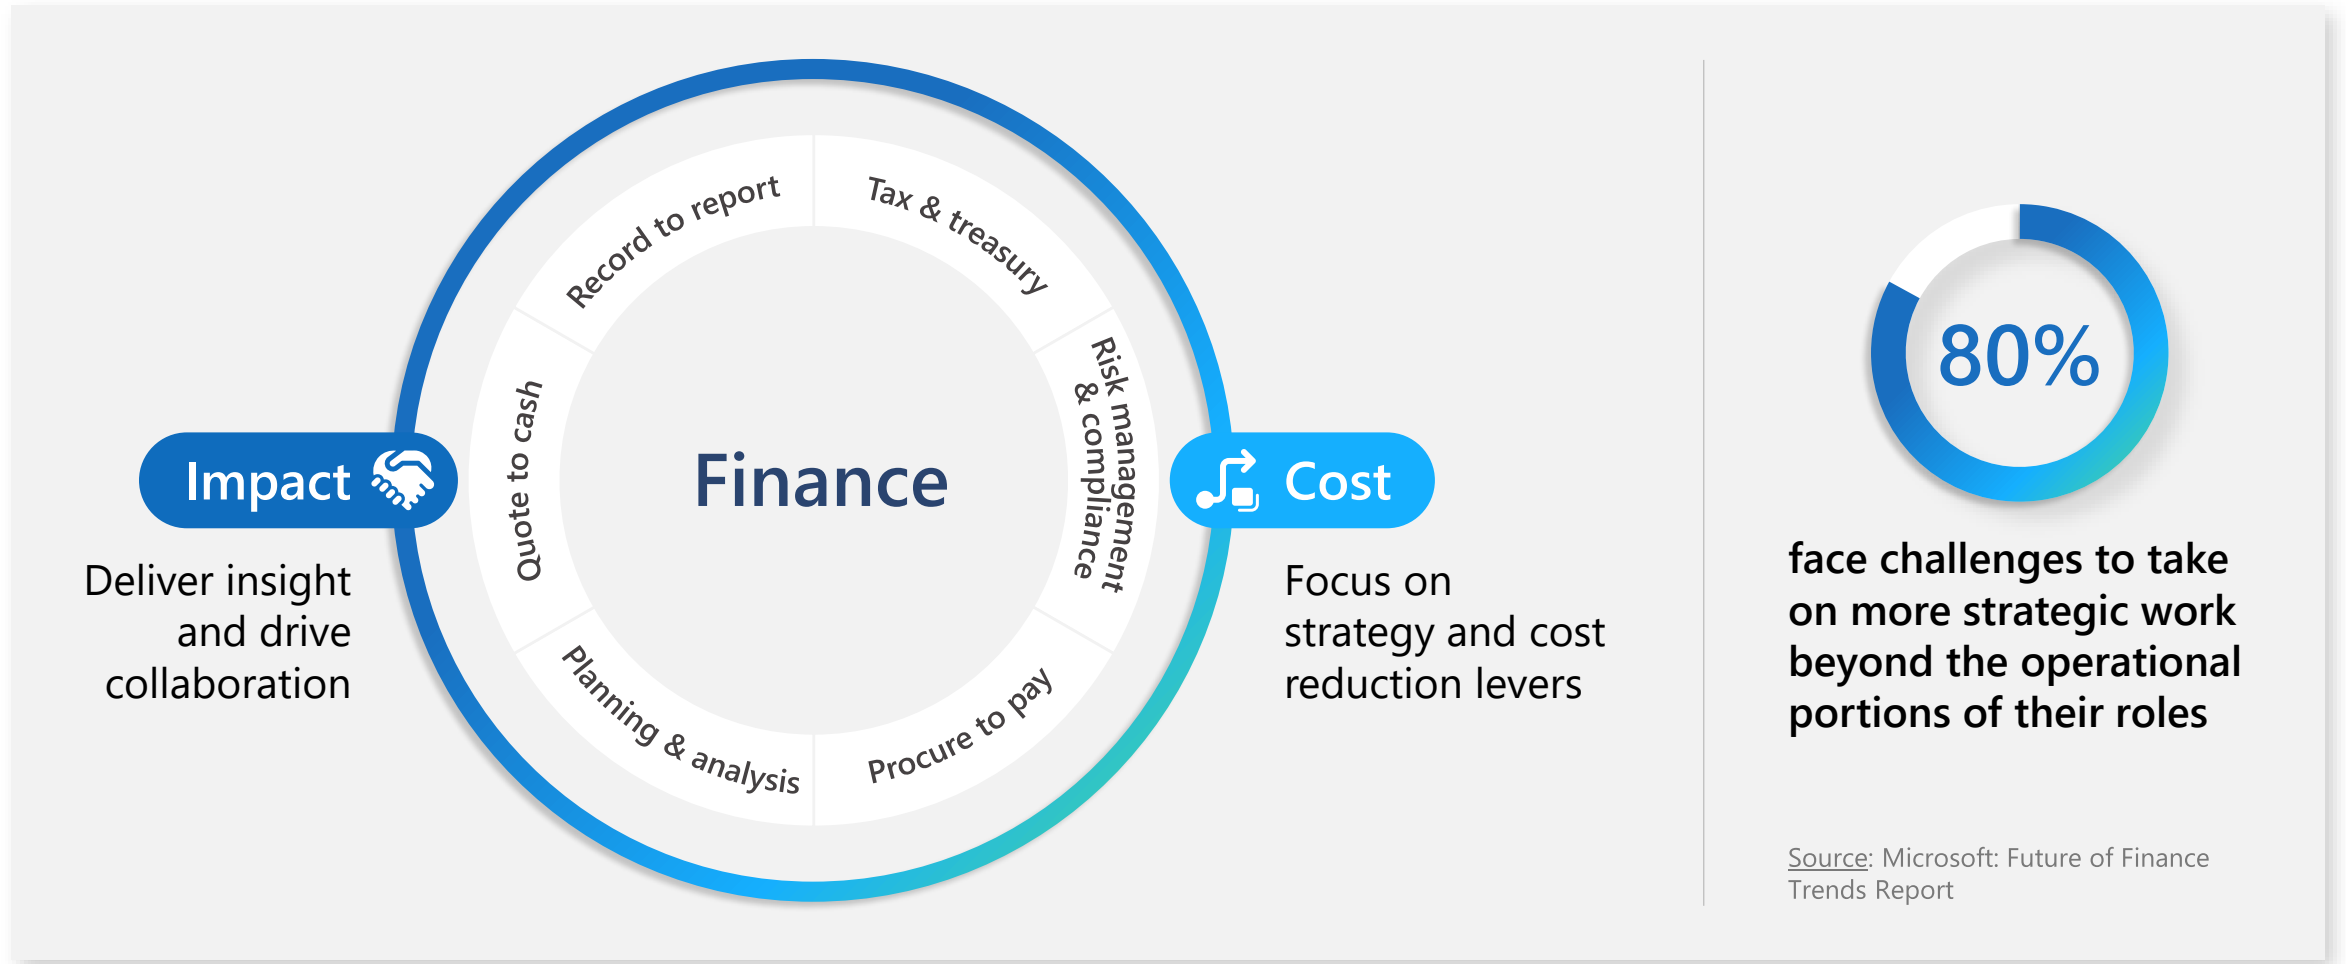 Record to report
Tax & treasury
Risk management
& compliance
Procure to pay
Planning & analysis
Quote to cash
Finance
Impact
Deliver insight
and drive
collaboration
Cost
Focus on
strategy and cost
reduction levers
80%
face challenges to take
on more strategic work
beyond the operational
portions of their roles
Source: Microsoft: Future of Finance
Trends Report